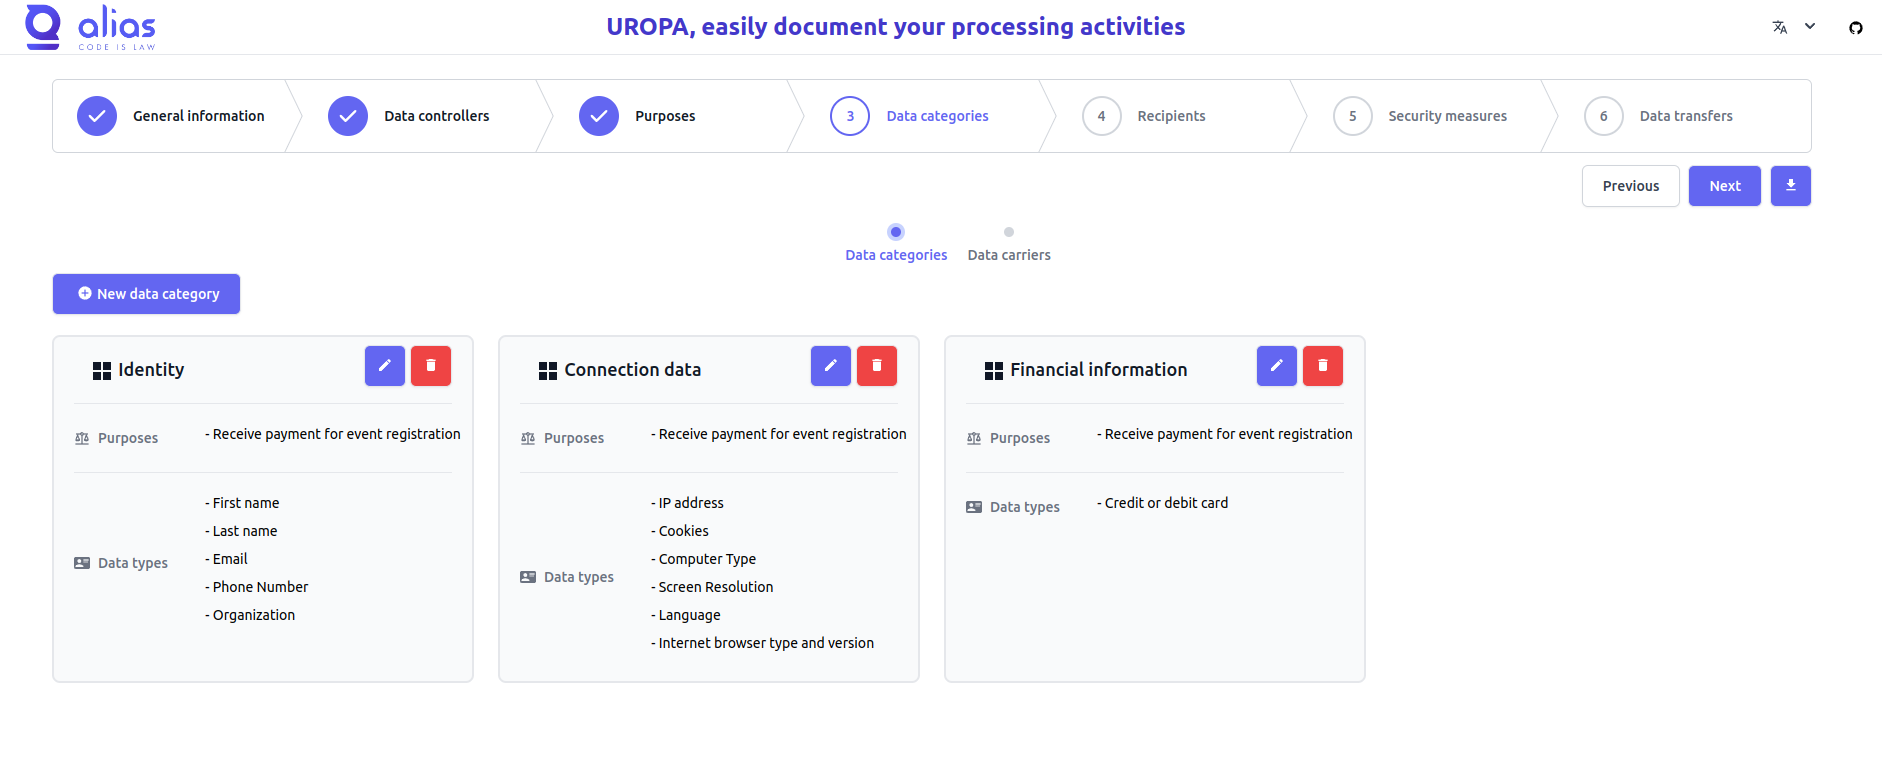 alias
CODE IS LAW
UROPA, easily document your processing activities
General information
Data controllers
Purposes
3 Data categories
4 Recipients
5 Security measures
6 Data transfers
Previous
Next
Data categories
Data carriers
New data category
Identity
Purposes
- Receive payment for event registration
Data types
- First name
- Last name
- Email
- Phone Number
- Organization
Connection data
Purposes
- Receive payment for event registration
Data types
- IP address
- Cookies
- Computer Type
- Screen Resolution
- Language
- Internet browser type and version
Financial information
Purposes
- Receive payment for event registration
Data types
- Credit or debit card